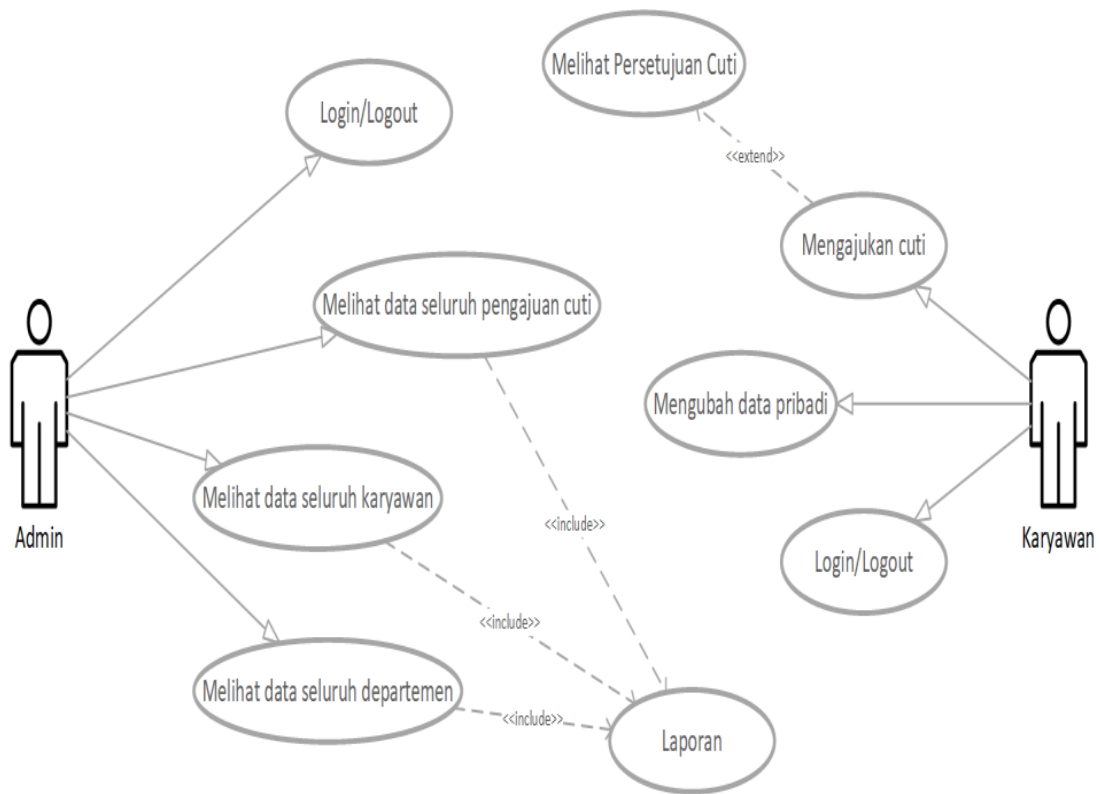 Melihat Persetujuan Cuti
Login/Logout
<<extend>>
Mengajukan cuti
Melihat data seluruh pengajuan cuti
Mengubah data pribadi
Melihat data seluruh karyawan
<<include>>
Admin
Karyawan
Login/Logout
<<include>>
Melihat data seluruh departemen
<<include>>
Laporan